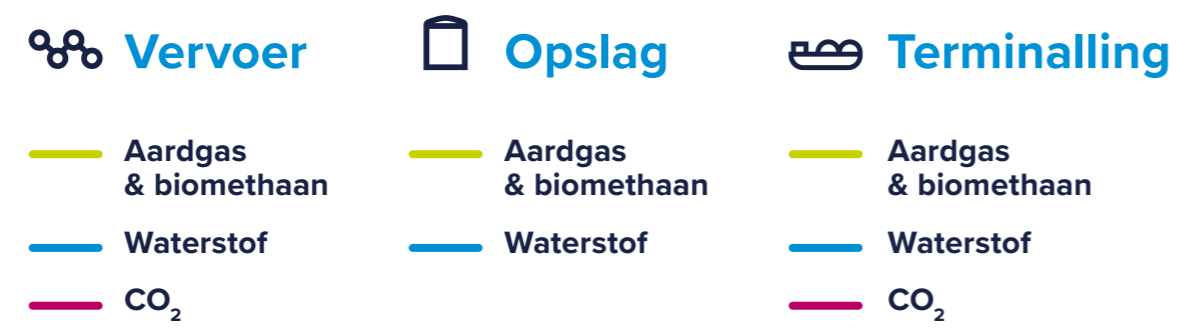 Vervoer
Aardgas
& biomethaan
Waterstof
CO₂
Opslag
Aardgas
& biomethaan
Waterstof
Terminalling
Aardgas
& biomethaan
Waterstof
CO₂